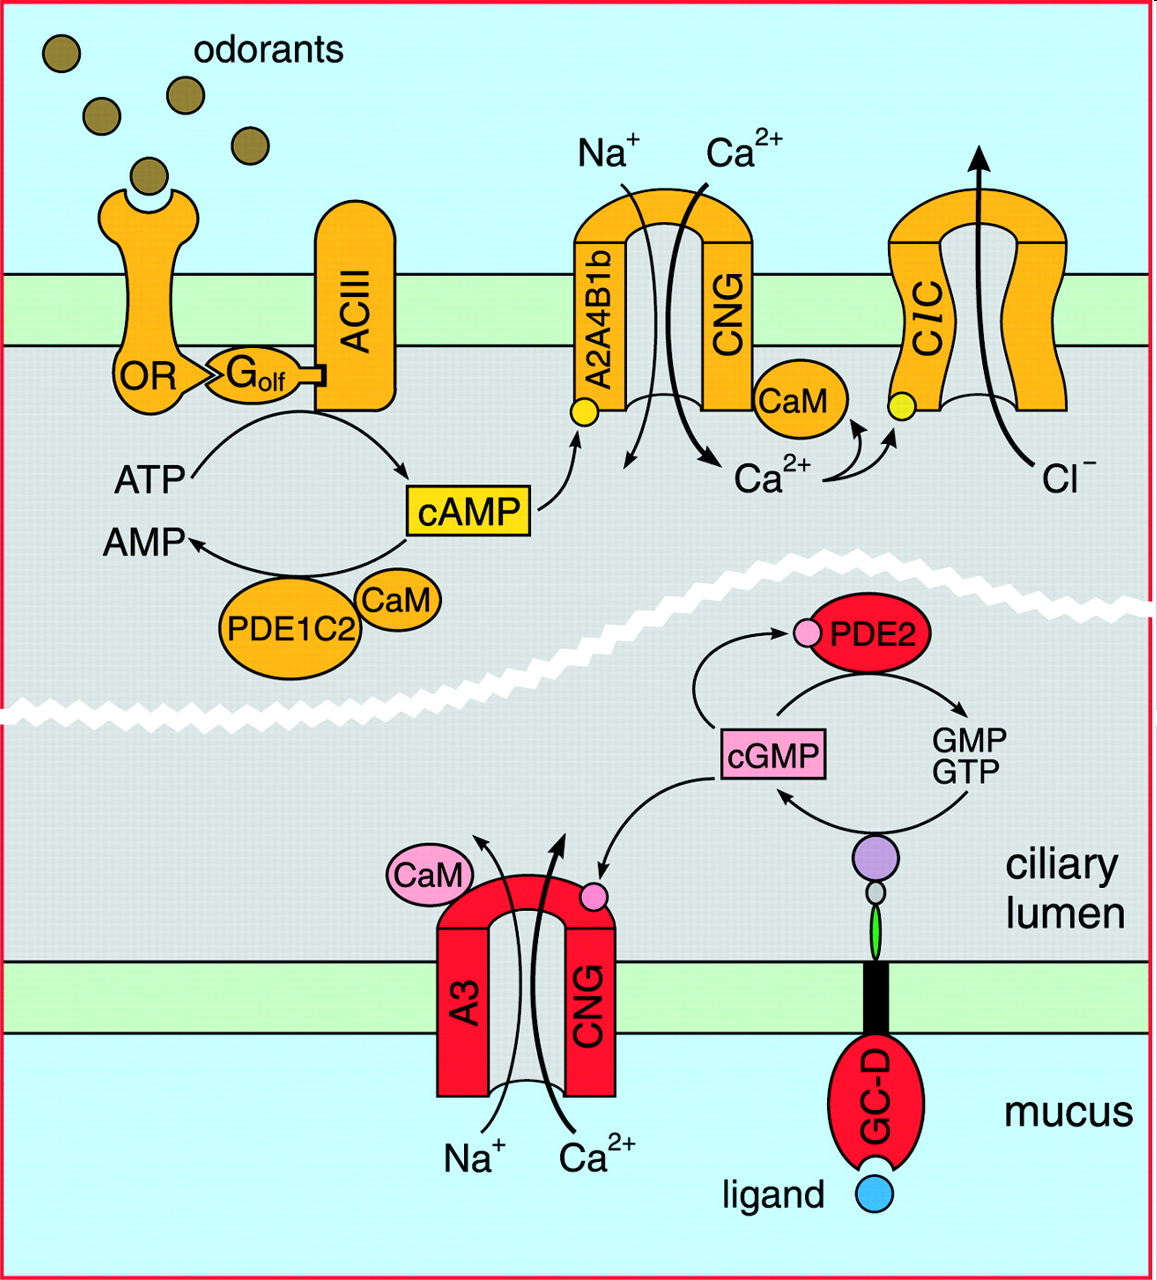 odorants
Na⁺
Ca²⁺
OR
G_olf
ACIII
A2A4B1b
CNG
CaM
ClC
ATP
cAMP
Ca²⁺
Cl⁻
AMP
PDE1C2
CaM
PDE2
cGMP
GMP
GTP
CaM
ciliary
lumen
A3
CNG
GC-D
mucus
Na⁺
Ca²⁺
ligand